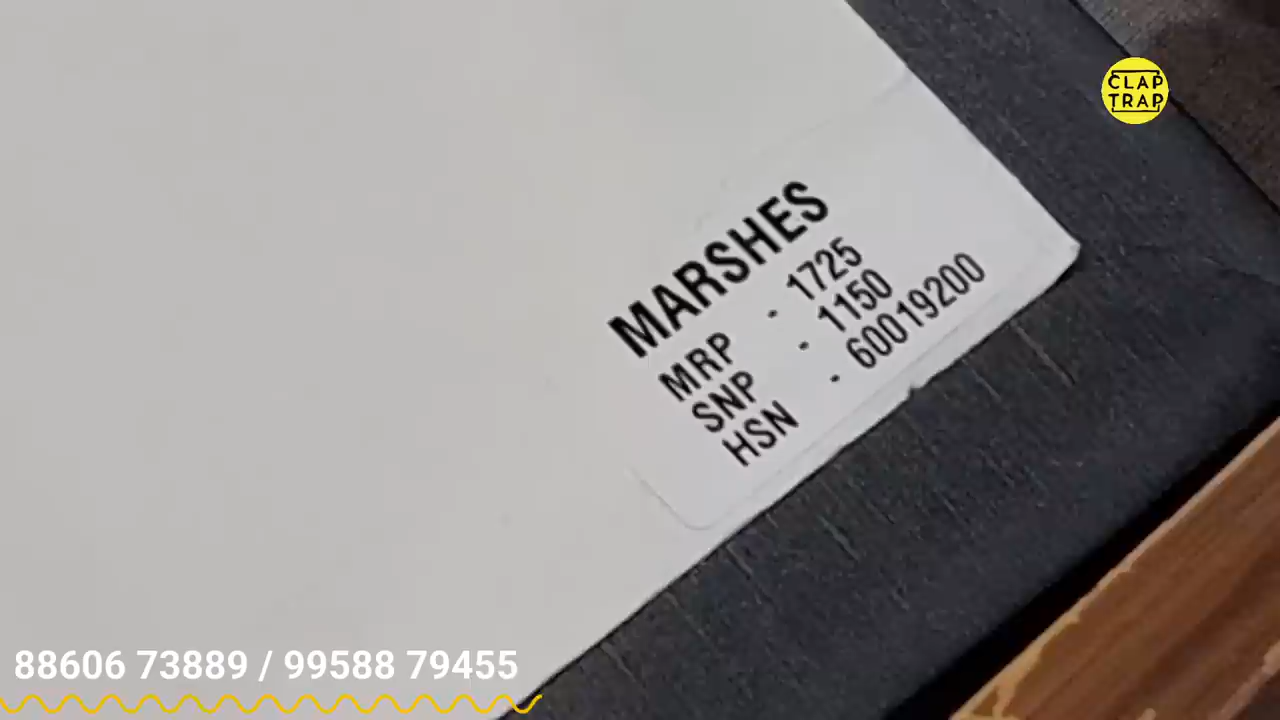 CLAP
TRAP
MARSHES
MRP - 1725
SNP - 1150
HSN - 60019200
88606 73889 / 99588 79455